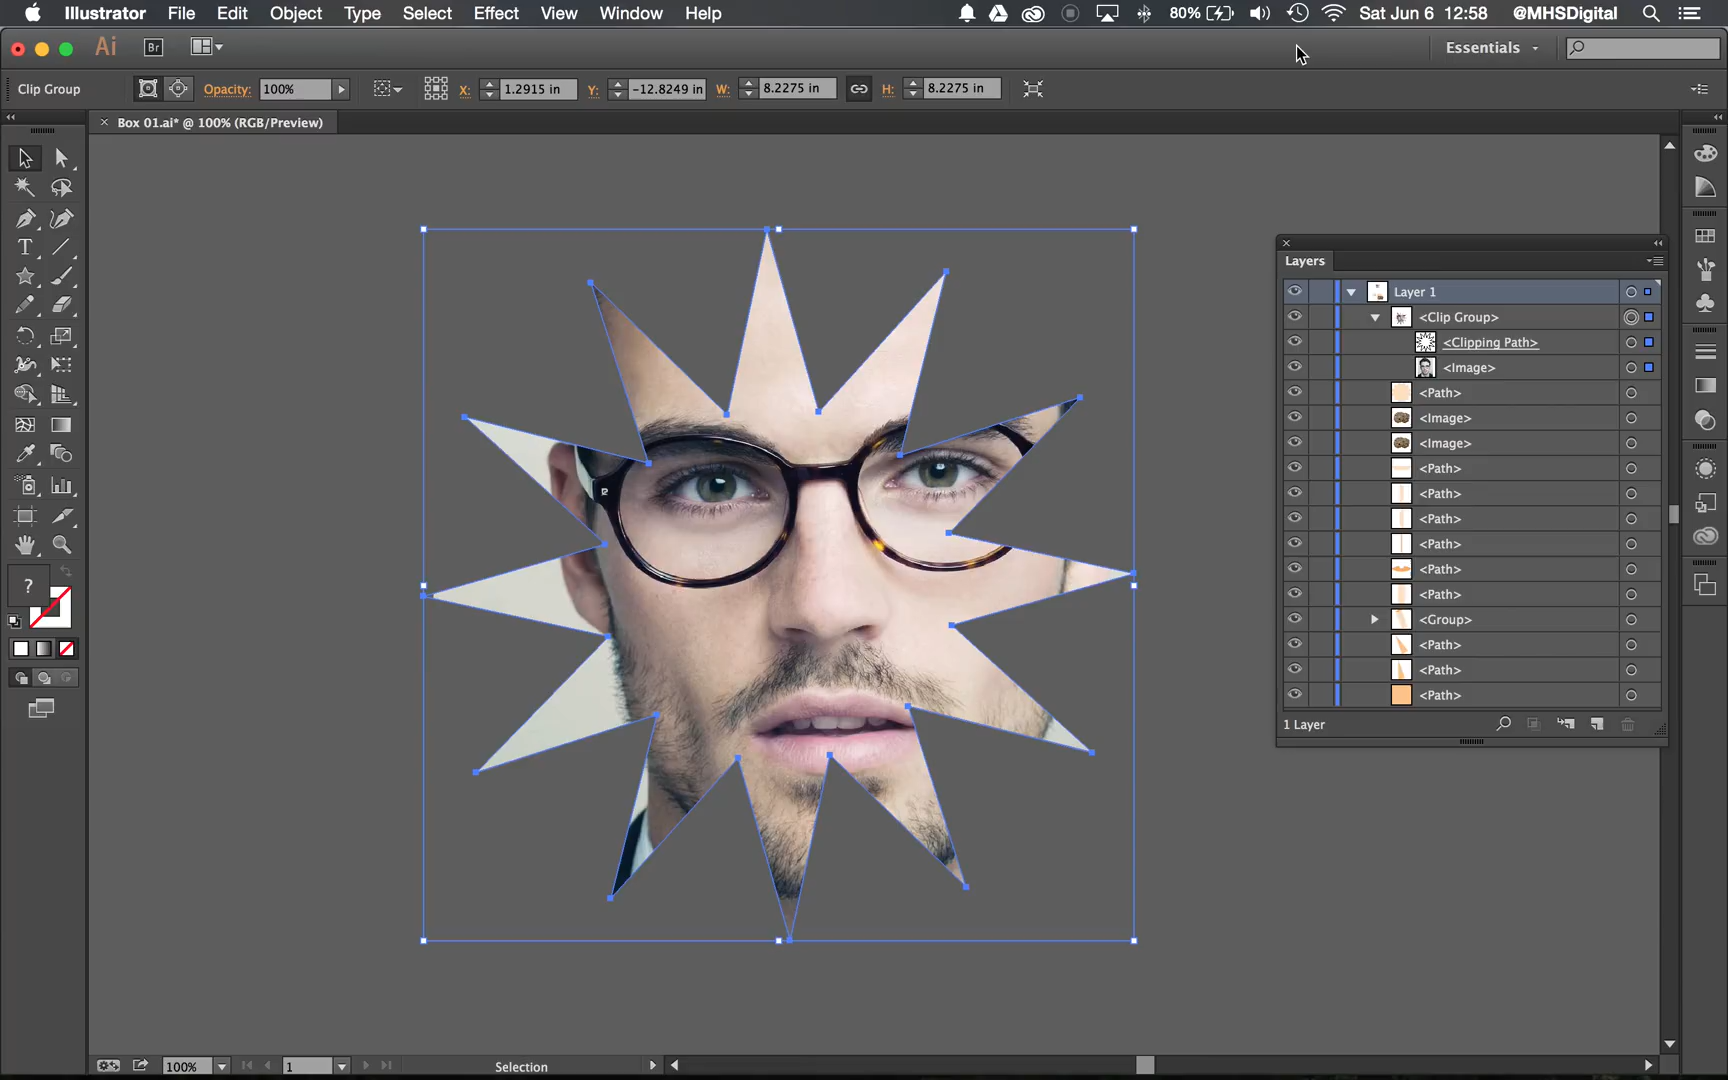 Illustrator File Edit Object Type Select Effect View Window Help 80% Sat Jun 6 12:58 @MHSDigital
Ai Br Essentials
Clip Group Opacity: 100% X: 1.2915 in Y: -12.8249 in W: 8.2275 in H: 8.2275 in
× Box 01.ai* @ 100% (RGB/Preview)
Layers
Layer 1
<Clip Group>
<Clipping Path>
<Image>
<Path>
<Image>
<Image>
<Path>
<Path>
<Path>
<Path>
<Path>
<Path>
<Group>
<Path>
<Path>
<Path>
1 Layer
T
?
100% 1 Selection